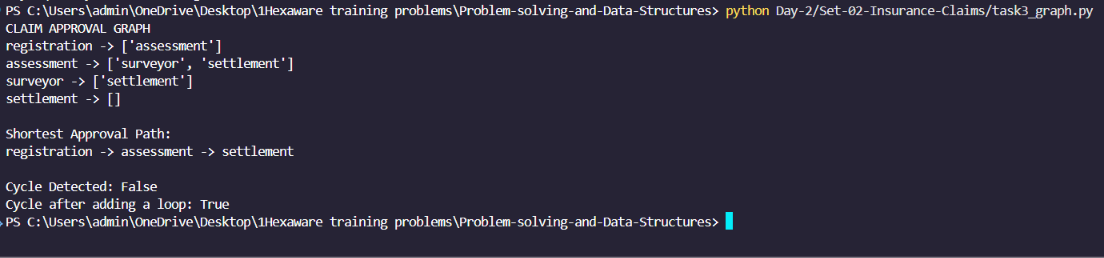 PS C:\Users\admin\OneDrive\Desktop\1Hexaware training problems\Problem-solving-and-Data-Structures> python Day-2/Set-02-Insurance-Claims/task3_graph.py
CLAIM APPROVAL GRAPH
registration -> ['assessment']
assessment -> ['surveyor', 'settlement']
surveyor -> ['settlement']
settlement -> []
Shortest Approval Path:
registration -> assessment -> settlement
Cycle Detected: False
Cycle after adding a loop: True
PS C:\Users\admin\OneDrive\Desktop\1Hexaware training problems\Problem-solving-and-Data-Structures>